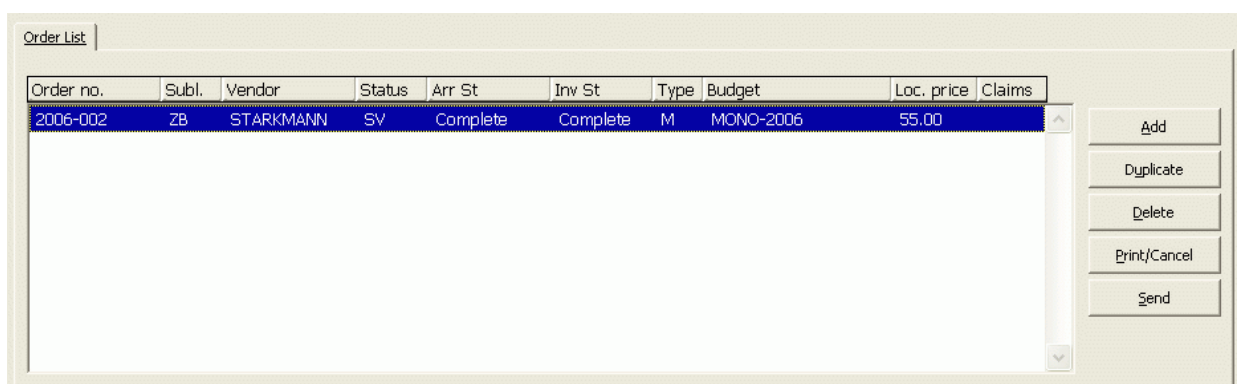 Order List
Order no. Subl. Vendor Status Arr St Inv St Type Budget Loc. price Claims
2006-002 ZB STARKMANN SV Complete Complete M MONO-2006 55.00
Add
Duplicate
Delete
Print/Cancel
Send